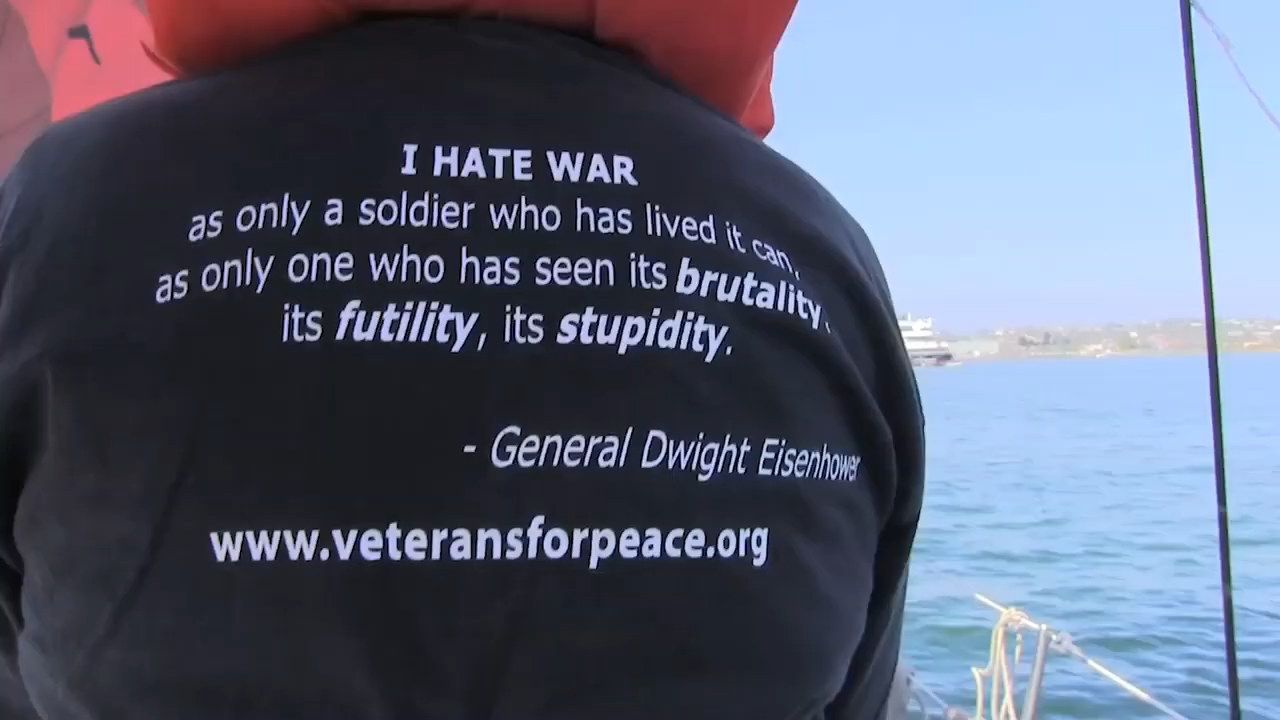 I HATE WAR
as only a soldier who has lived it can,
as only one who has seen its brutality,
its futility, its stupidity.
- General Dwight Eisenhower
www.veteransforpeace.org